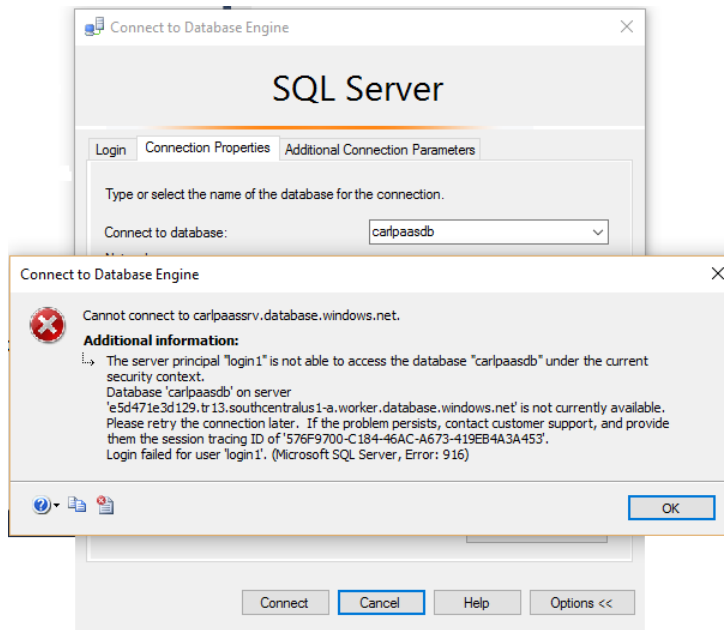 Connect to Database Engine
SQL Server
Login Connection Properties Additional Connection Parameters
Type or select the name of the database for the connection.
Connect to database: carlpaasdb
Connect to Database Engine
Cannot connect to carlpaassrv.database.windows.net.
Additional information:
The server principal "login1" is not able to access the database "carlpaasdb" under the current
security context.
Database 'carlpaasdb' on server
'e5d471e3d129.tr13.southcentralus1-a.worker.database.windows.net' is not currently available.
Please retry the connection later. If the problem persists, contact customer support, and provide
them the session tracing ID of '576F9700-C184-46AC-A673-419EB4A3A453'.
Login failed for user 'login1'. (Microsoft SQL Server, Error: 916)
OK
Connect Cancel Help Options <<